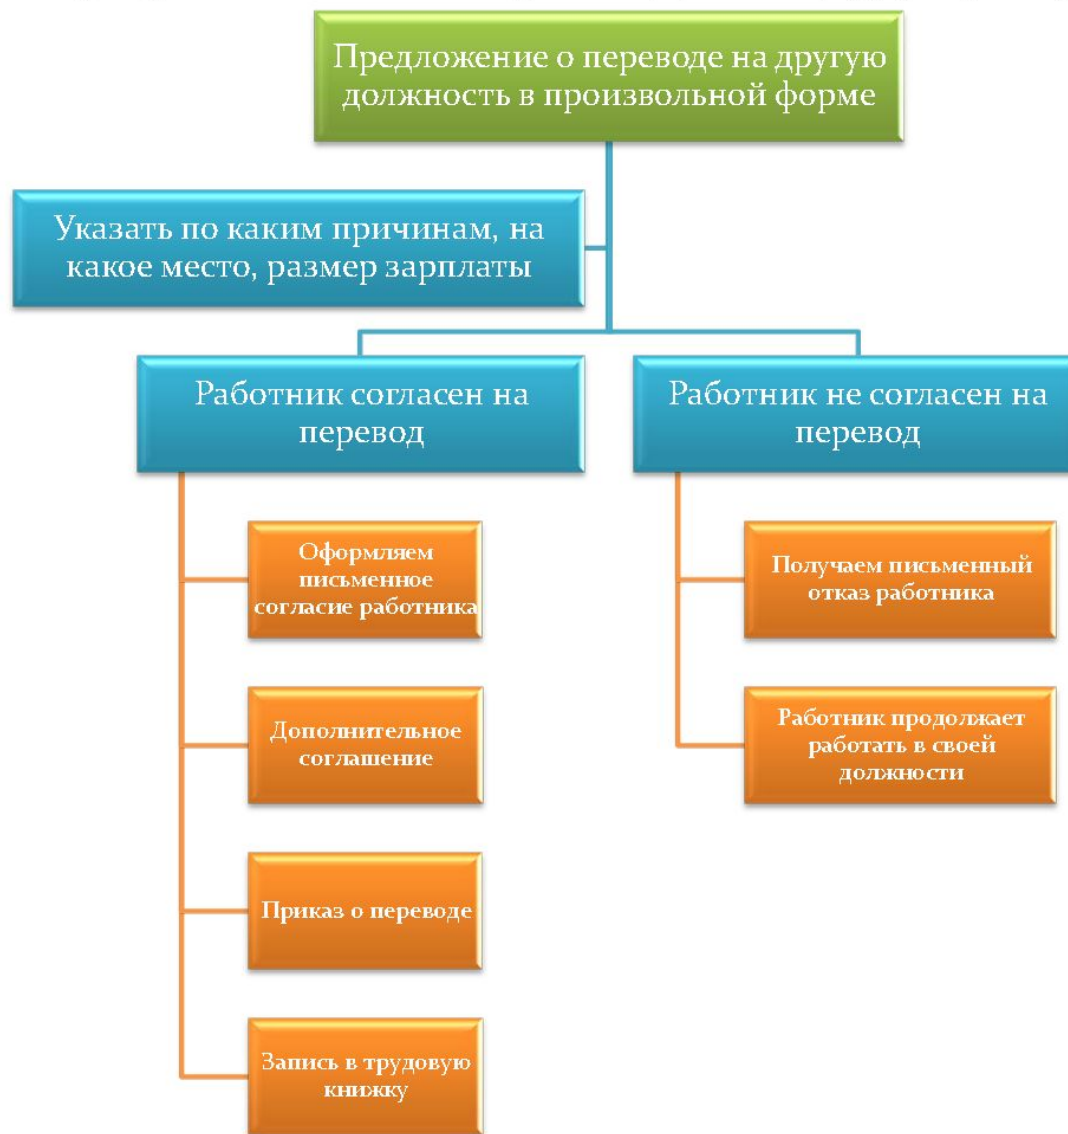 Предложение о переводе на другую
должность в произвольной форме
Указать по каким причинам, на
какое место, размер зарплаты
Работник согласен на
перевод
Оформляем
письменное
согласие работника
Дополнительное
соглашение
Приказ о переводе
Запись в трудовую
книжку
Работник не согласен на
перевод
Получаем письменный
отказ работника
Работник продолжает
работать в своей
должности